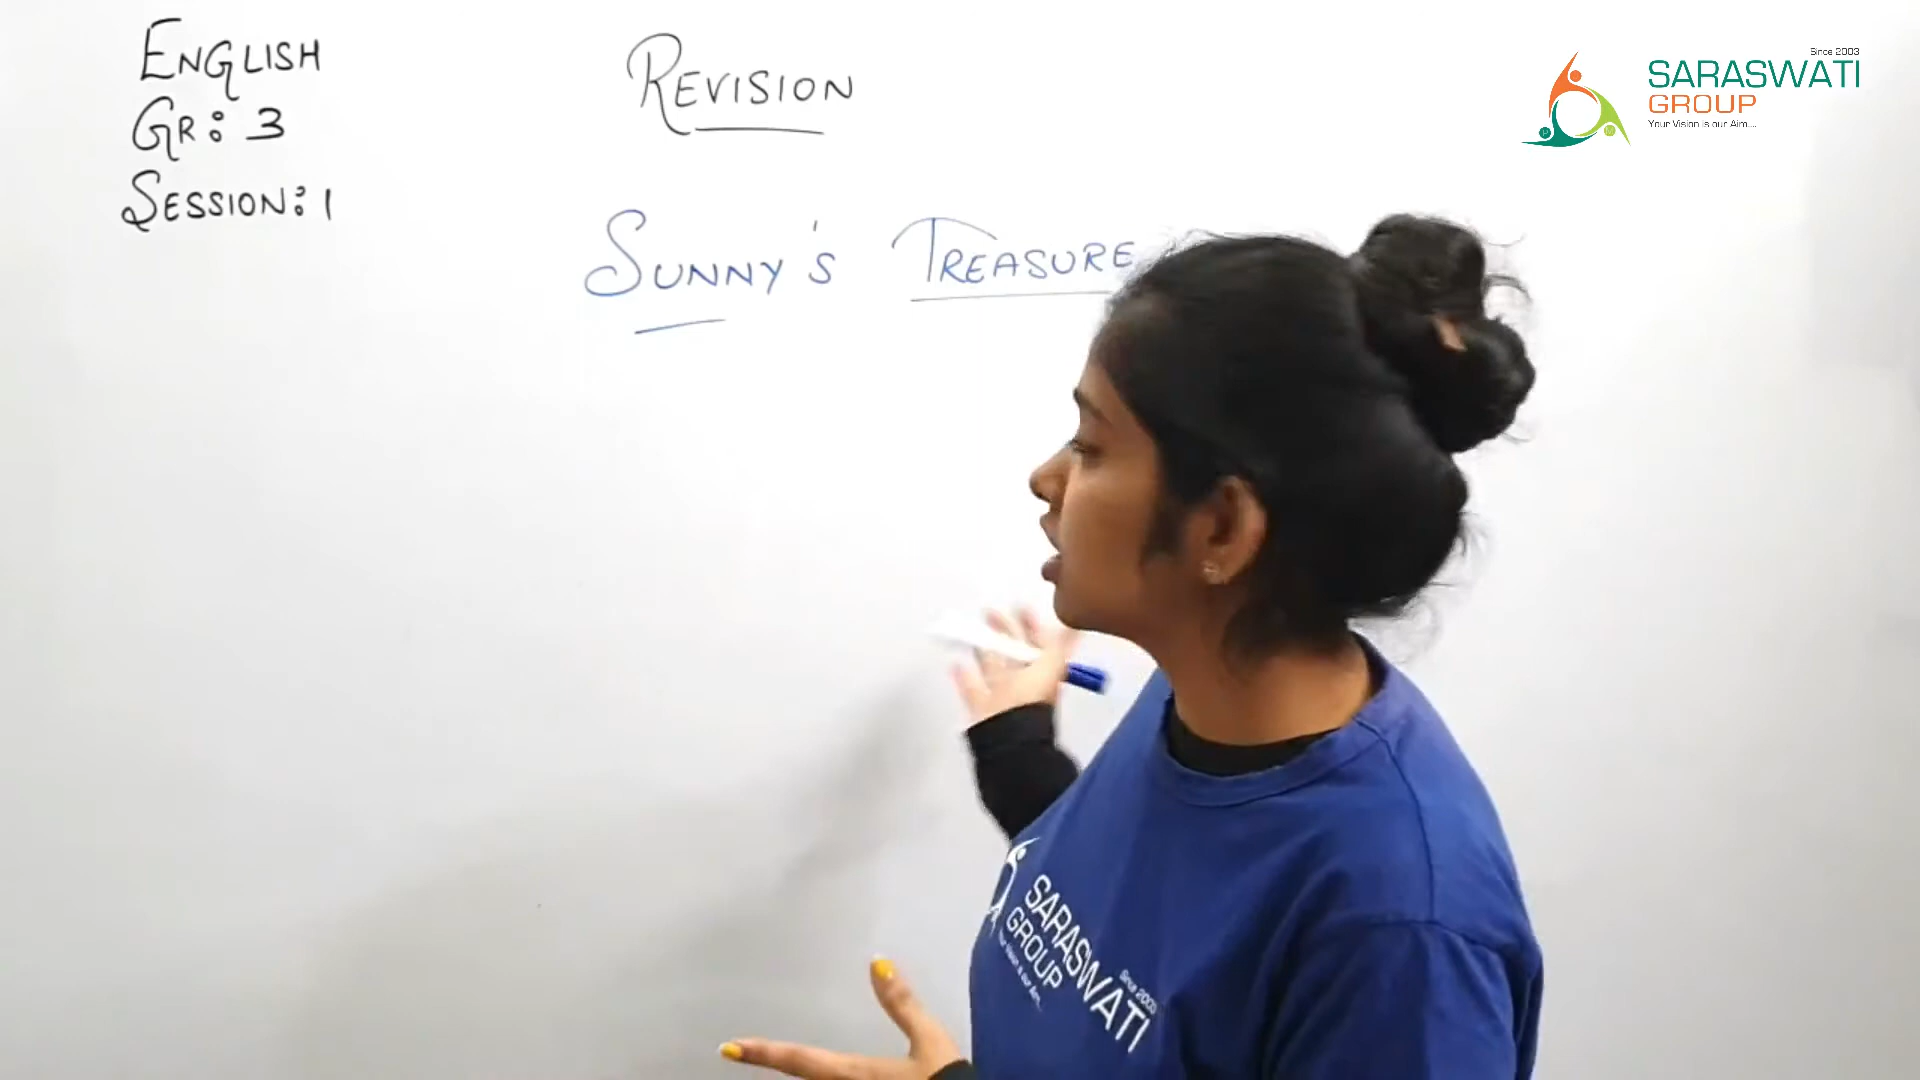 ENGLISH
GR: 3
SESSION: 1
REVISION
SUNNY'S TREASURE
Since 2003
SARASWATI
GROUP
Your Vision is our Aim....
SARASWATI
GROUP
Since 2003